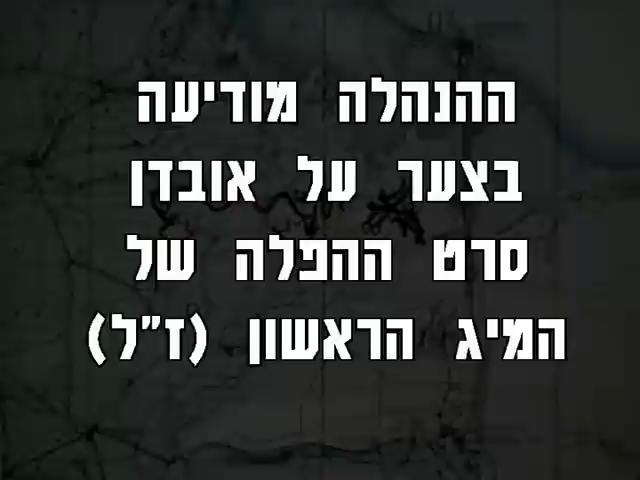 ההנהלה מודיעה
בצער על אובדן
סרט ההפלה של
המיג הראשון (ז"ל)